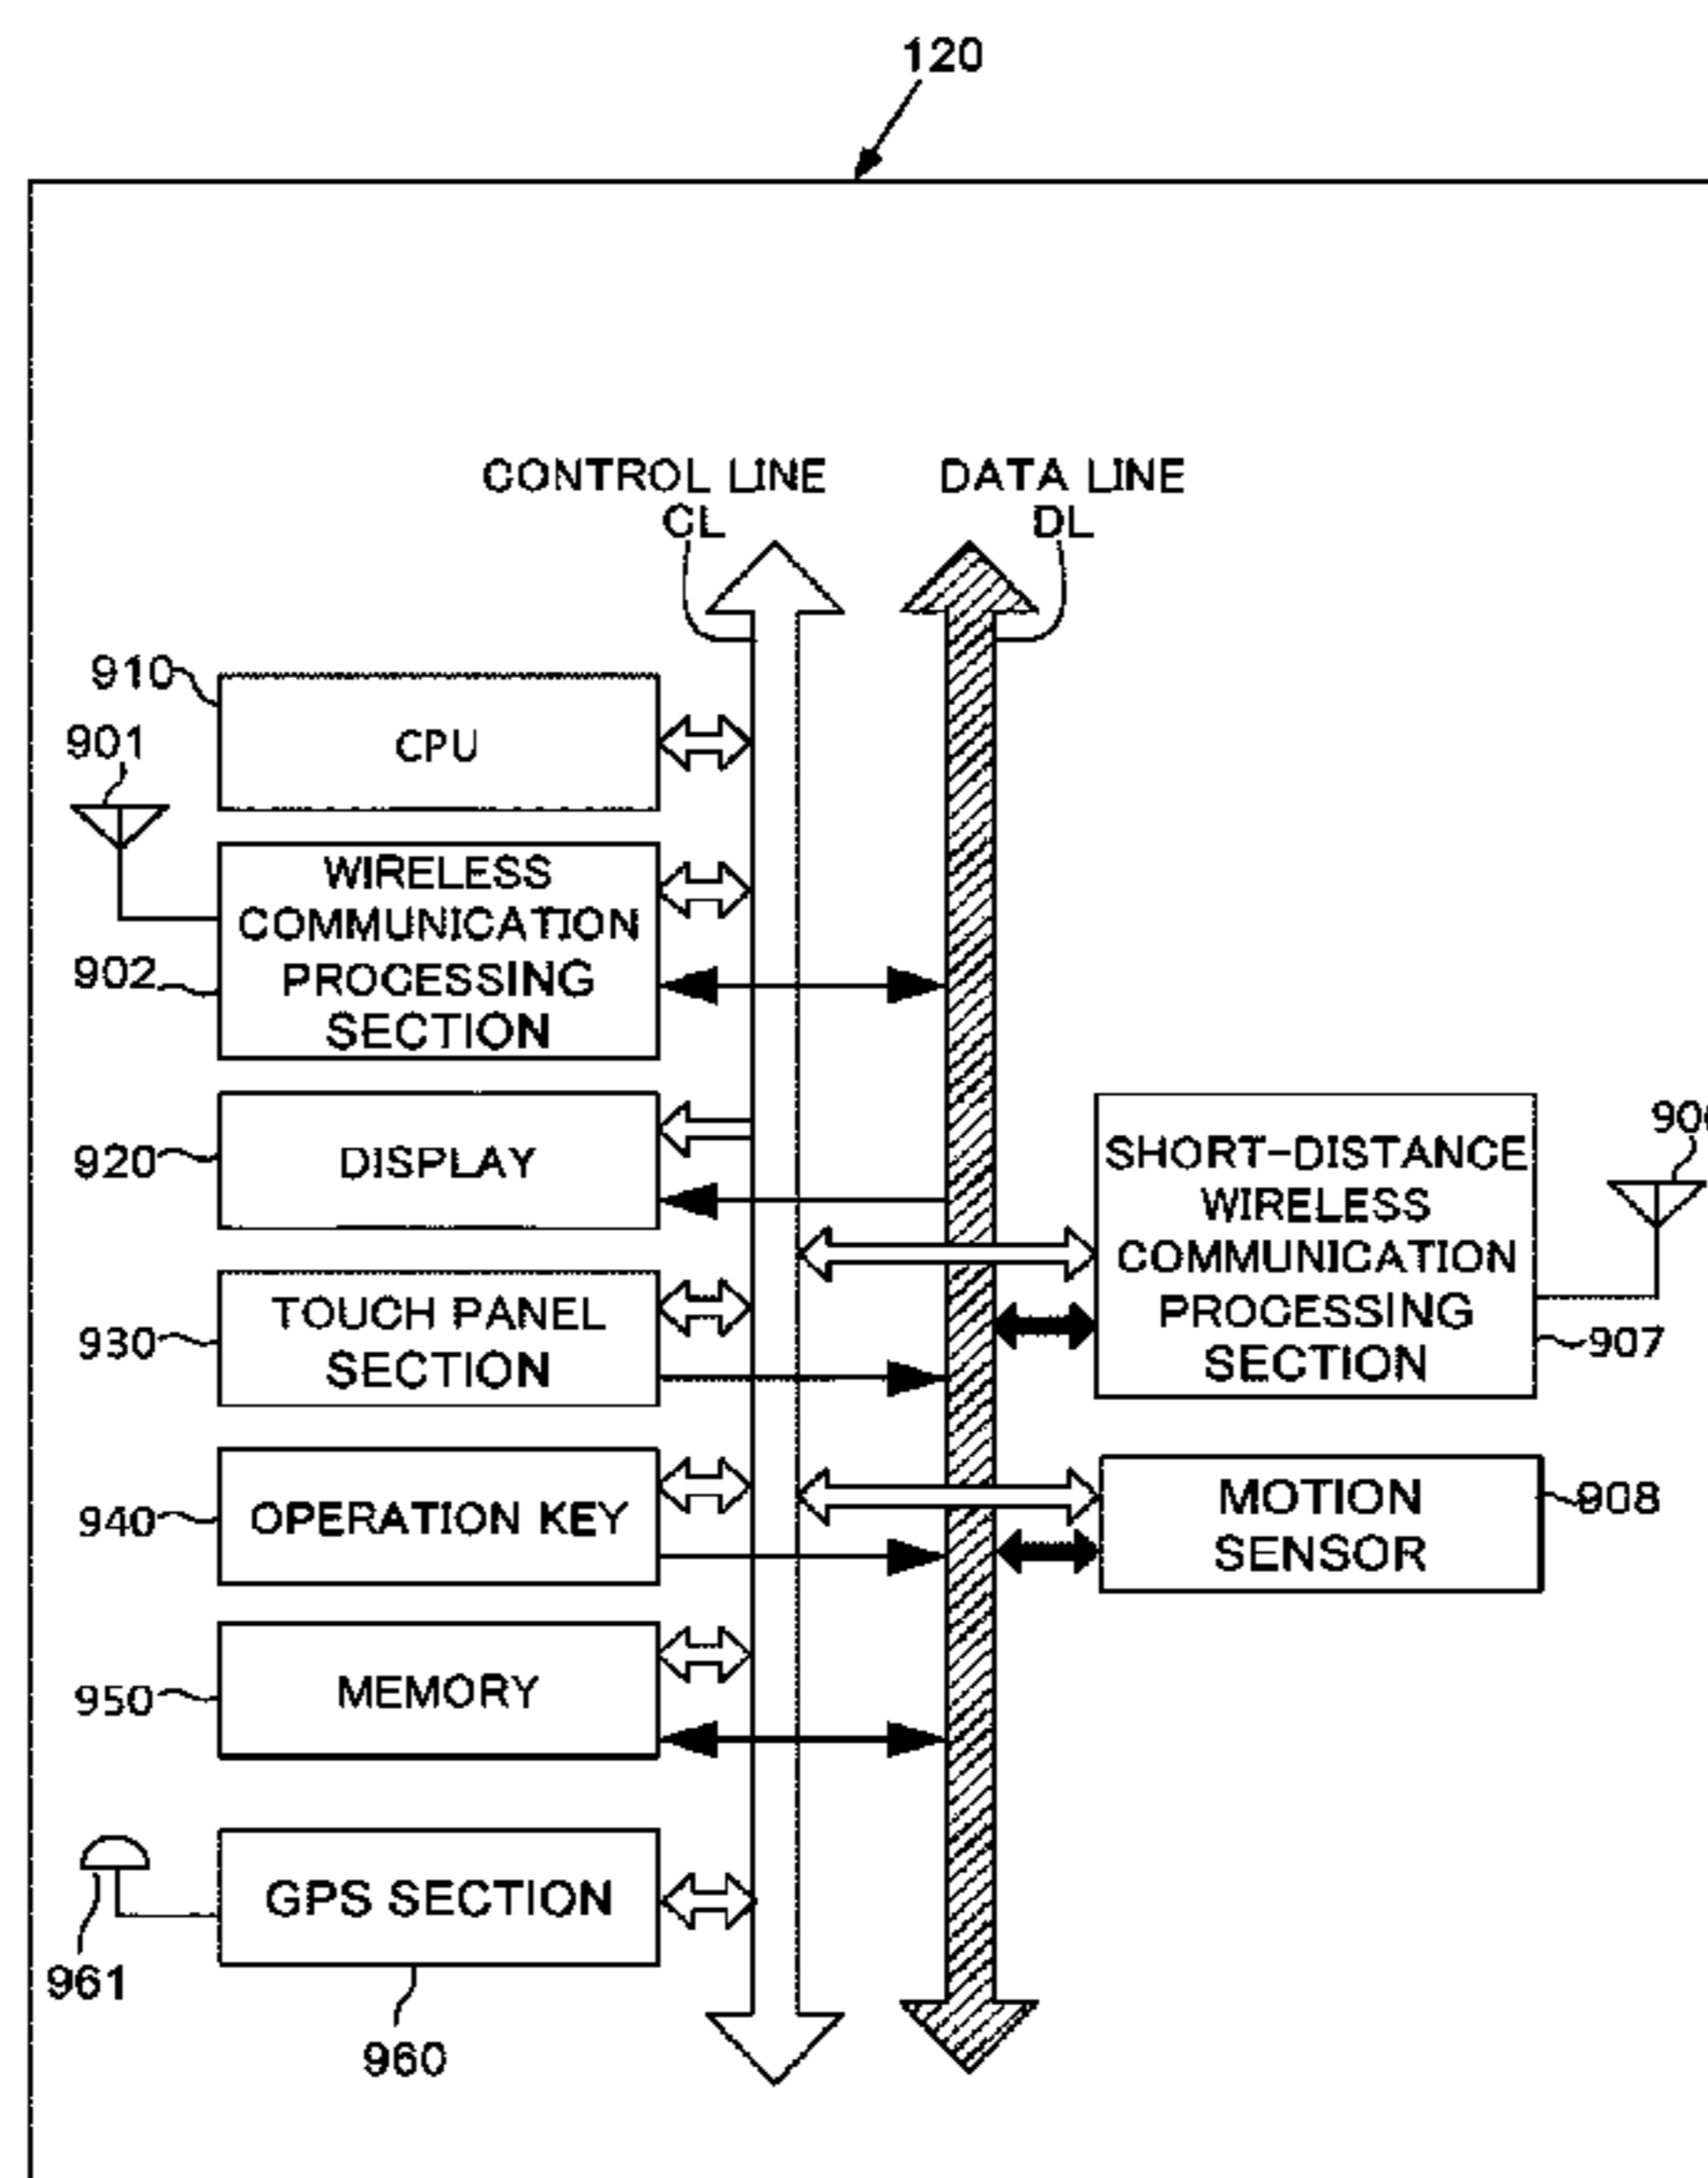 120
CONTROL LINE
CL
DATA LINE
DL
910
CPU
901
WIRELESS
COMMUNICATION
PROCESSING
SECTION
902
920
DISPLAY
930
TOUCH PANEL
SECTION
940
OPERATION KEY
950
MEMORY
961
GPS SECTION
960
SHORT-DISTANCE
WIRELESS
COMMUNICATION
PROCESSING
SECTION
907
MOTION
SENSOR
908